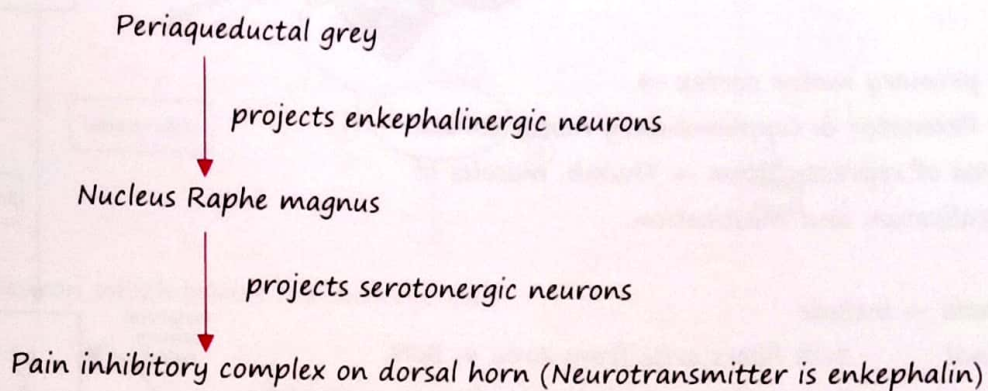 Periaqueductal grey
projects enkephalinergic neurons
Nucleus Raphe magnus
projects serotonergic neurons
Pain inhibitory complex on dorsal horn (Neurotransmitter is enkephalin)